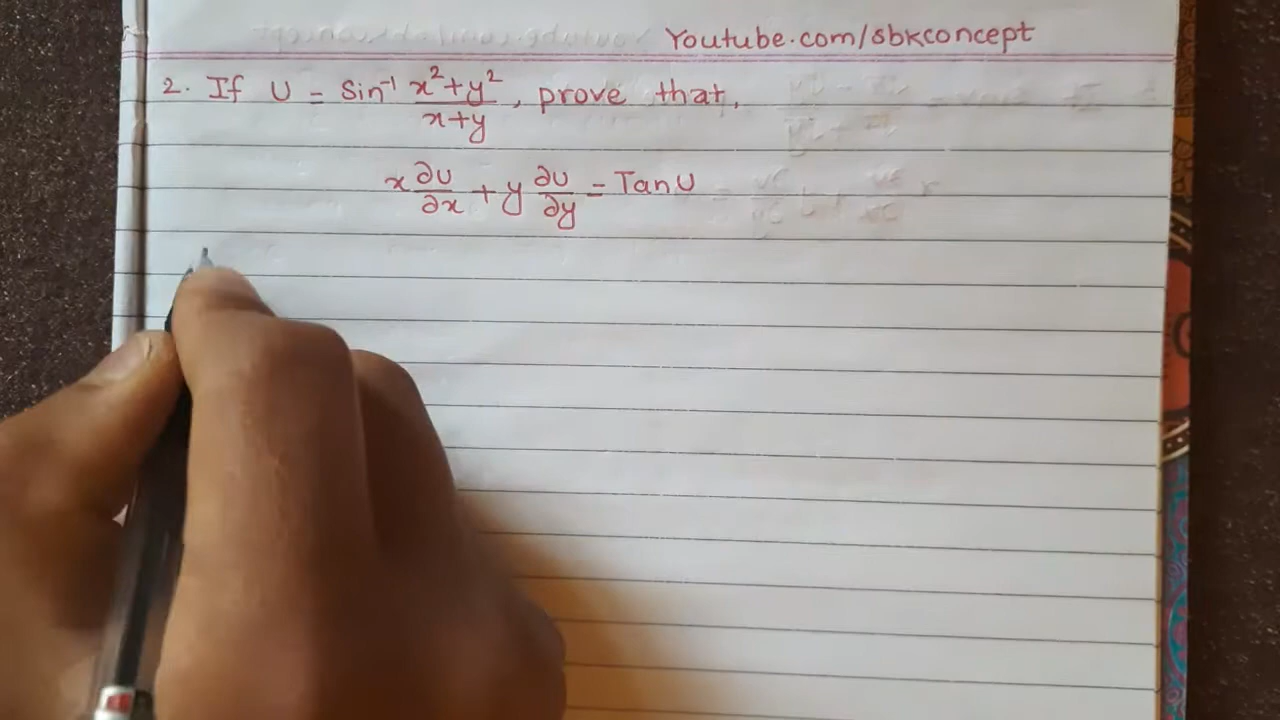 Youtube.com/sbkconcept
2. If U = Sin⁻¹ x²+y²/x+y, prove that,
x ∂U/∂x + y ∂U/∂y = Tan U